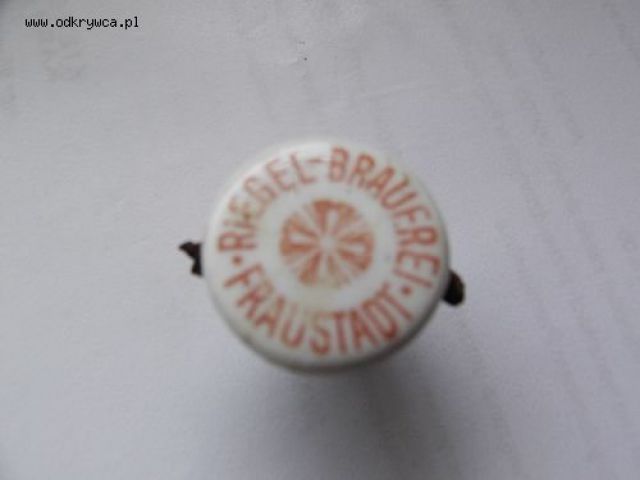 www.odkrywca.pl
RIEGEL-BRAUEREI
· FRAUSTADT ·